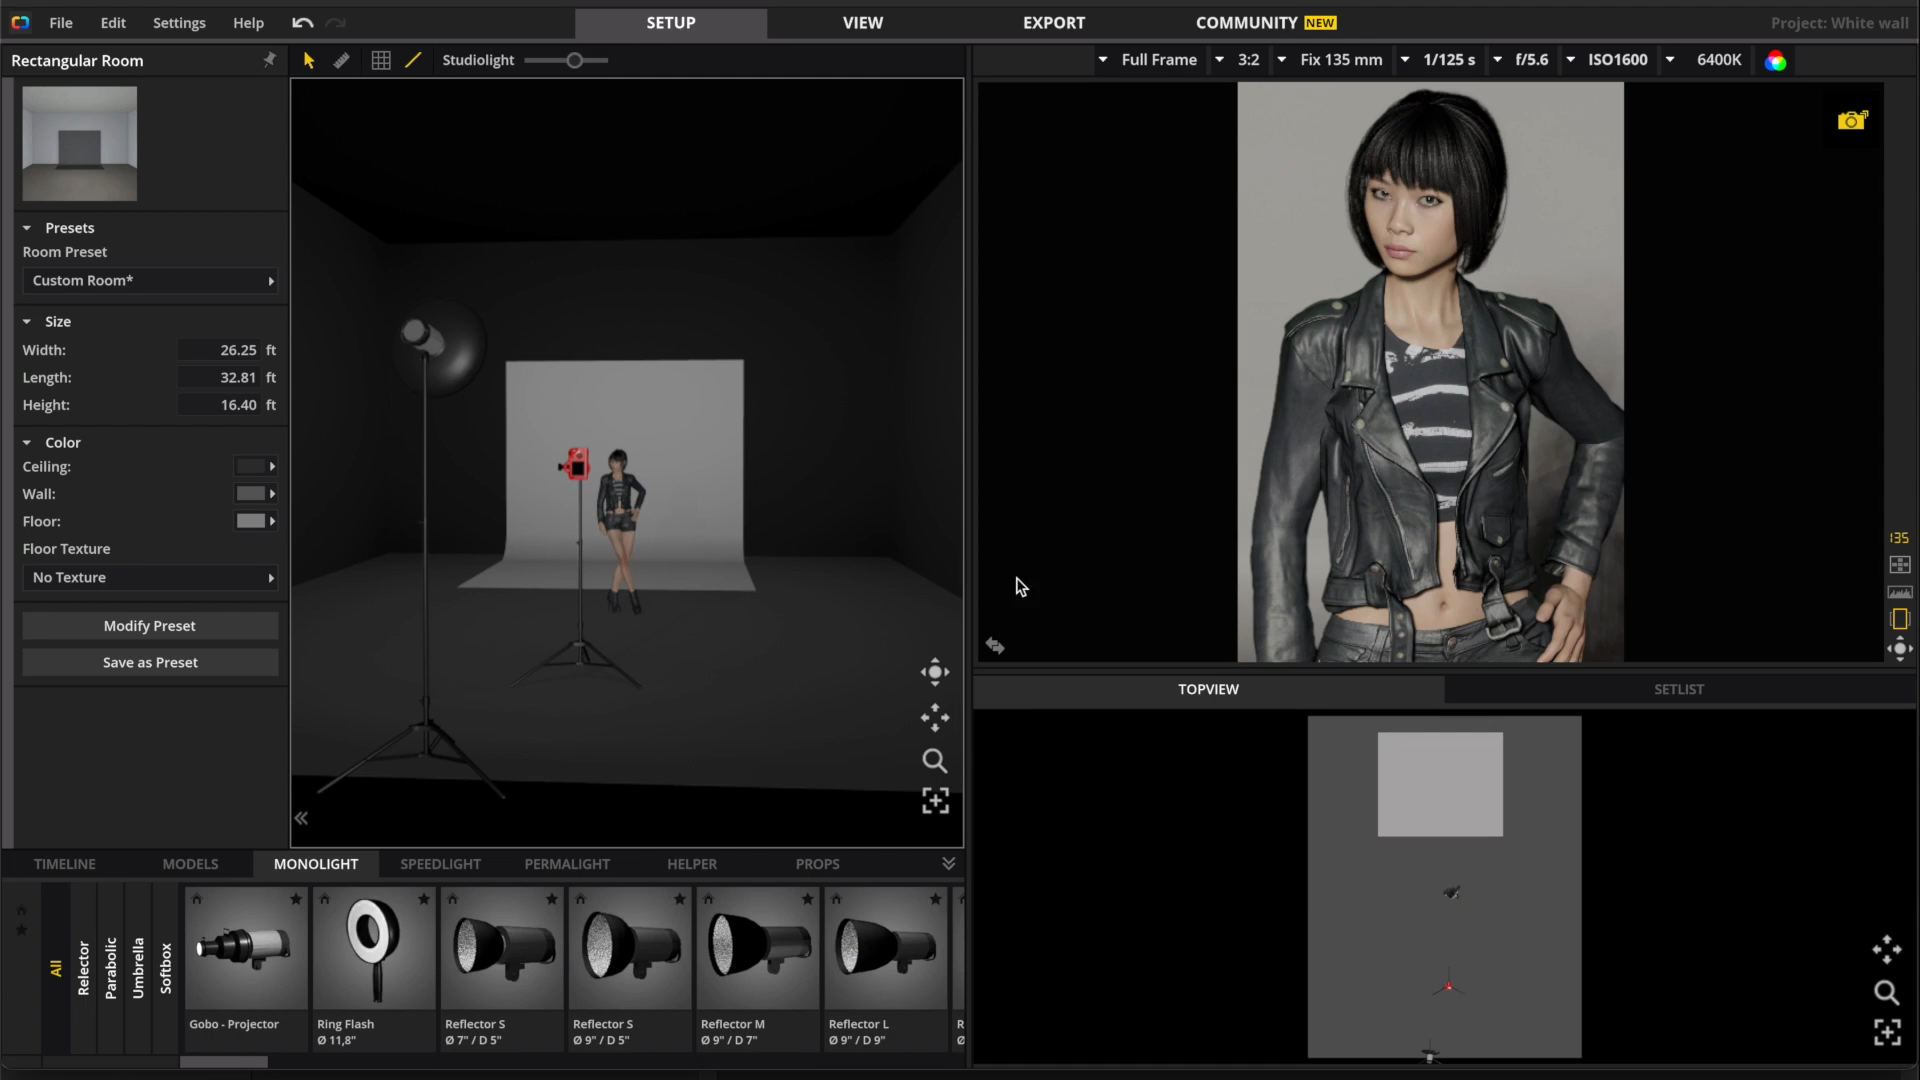 File Edit Settings Help SETUP VIEW EXPORT COMMUNITY NEW Project: White wall
Rectangular Room Studiolight Full Frame 3:2 Fix 135 mm 1/125 s f/5.6 ISO1600 6400K
Presets
Room Preset
Custom Room*
Size
Width: 26.25 ft
Length: 32.81 ft
Height: 16.40 ft
Color
Ceiling:
Wall:
Floor:
Floor Texture
No Texture
Modify Preset
Save as Preset
135
TOPVIEW SETLIST
TIMELINE MODELS MONOLIGHT SPEEDLIGHT PERMALIGHT HELPER PROPS
All
Relector
Parabolic
Umbrella
Softbox
Gobo - Projector
Ring Flash
Ø 11,8"
Reflector S
Ø 7" / D 5"
Reflector S
Ø 9" / D 5"
Reflector M
Ø 9" / D 7"
Reflector L
Ø 9" / D 9"